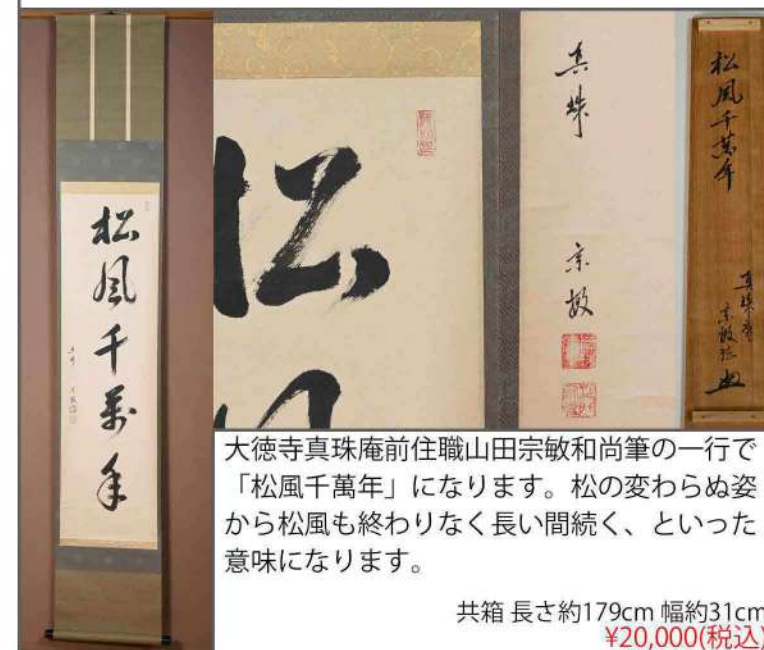 松風千萬年
真珠 宗敏
松
真珠
宗敏
松風千萬年
真珠庵
大徳寺真珠庵前住職山田宗敏和尚筆の一行で
「松風千萬年」になります。松の変わらぬ姿
から松風も終わりなく長い間続く、といった
意味になります。
共箱 長さ約179cm 幅約31cm
¥20,000(税込)